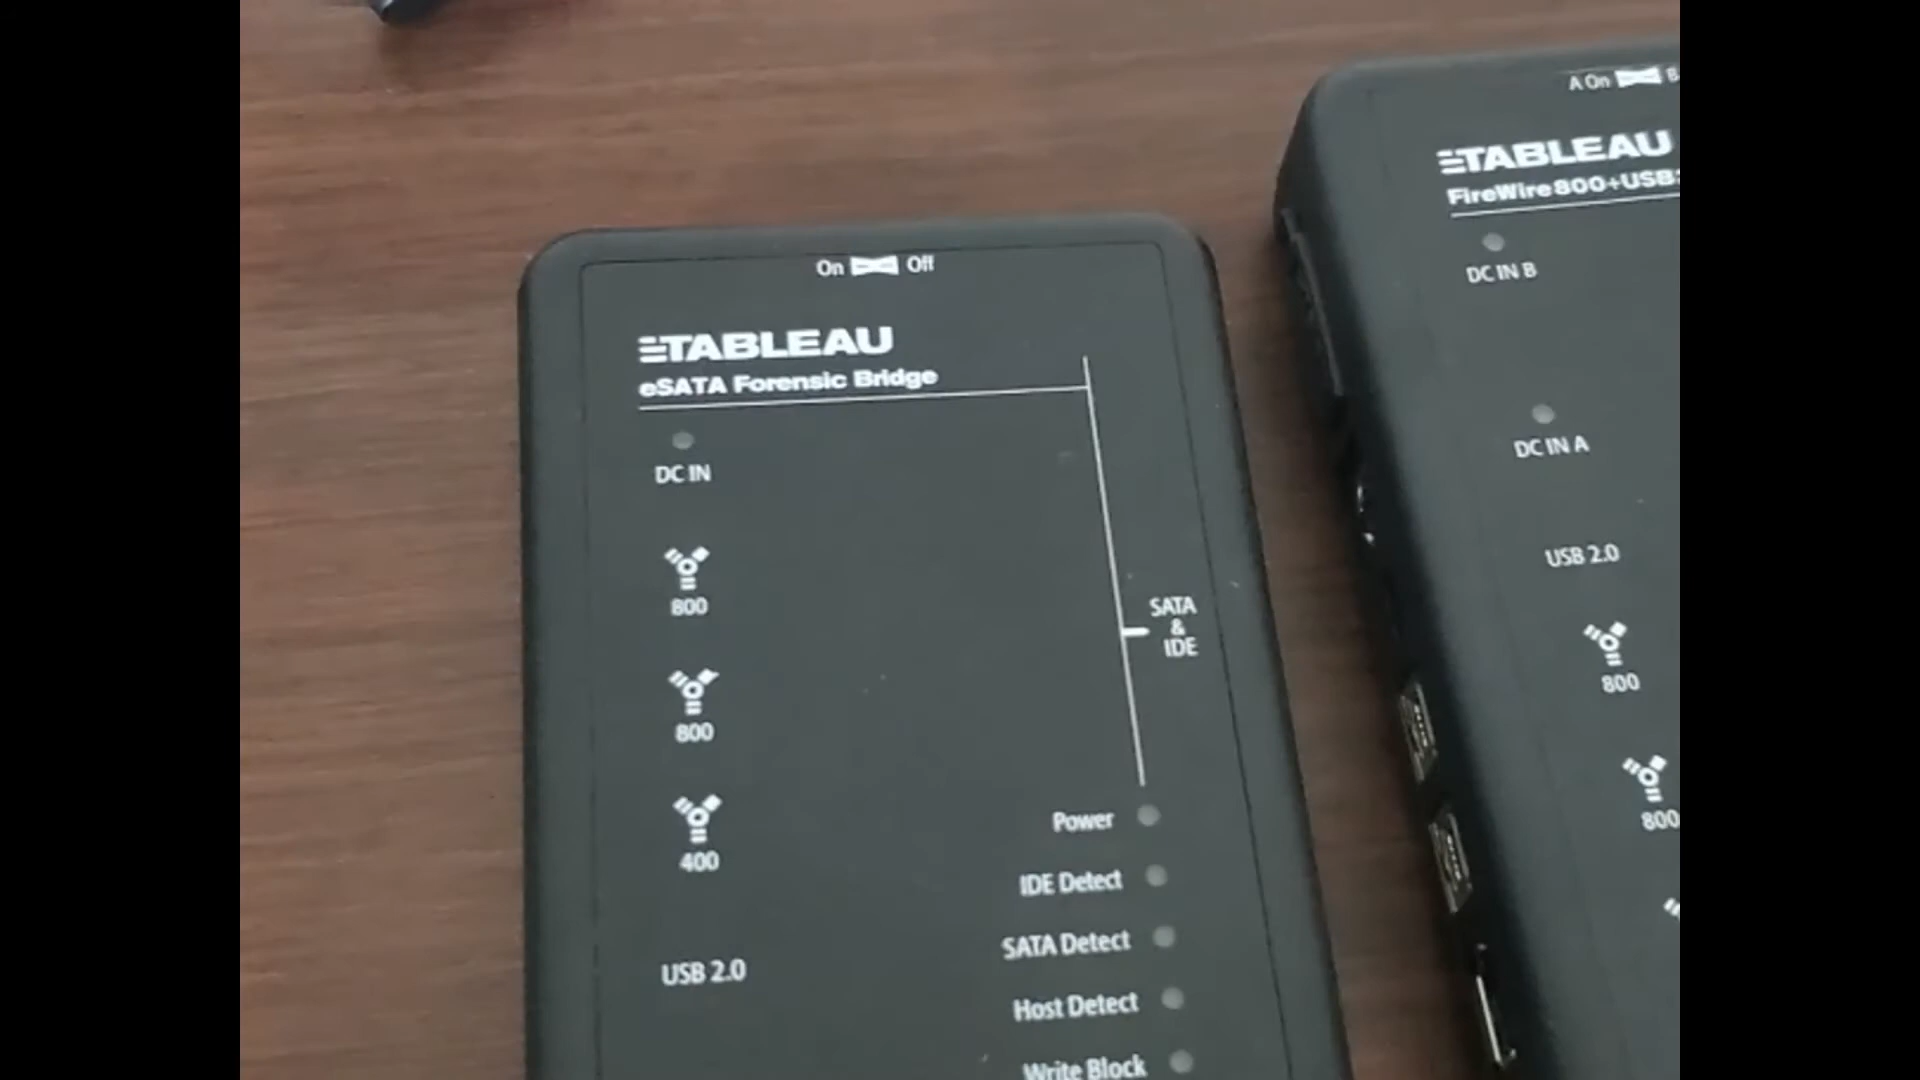 On Off
TABLEAU
eSATA Forensic Bridge
DC IN
800
800
400
USB 2.0
SATA
&
IDE
Power
IDE Detect
SATA Detect
Host Detect
Write Block
A On
TABLEAU
FireWire800+USB
DC IN B
DC IN A
USB 2.0
800
800